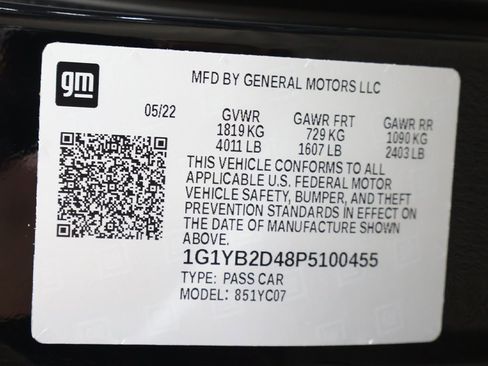 gm
MFD BY GENERAL MOTORS LLC
05/22 GVWR GAWR FRT GAWR RR
1819 KG 729 KG 1090 KG
4011 LB 1607 LB 2403 LB
THIS VEHICLE CONFORMS TO ALL
APPLICABLE U.S. FEDERAL MOTOR
VEHICLE SAFETY, BUMPER, AND THEFT
PREVENTION STANDARDS IN EFFECT ON
THE DATE OF MANUFACTURE SHOWN
ABOVE.
1G1YB2D48P5100455
TYPE: PASS CAR
MODEL: 851YC07